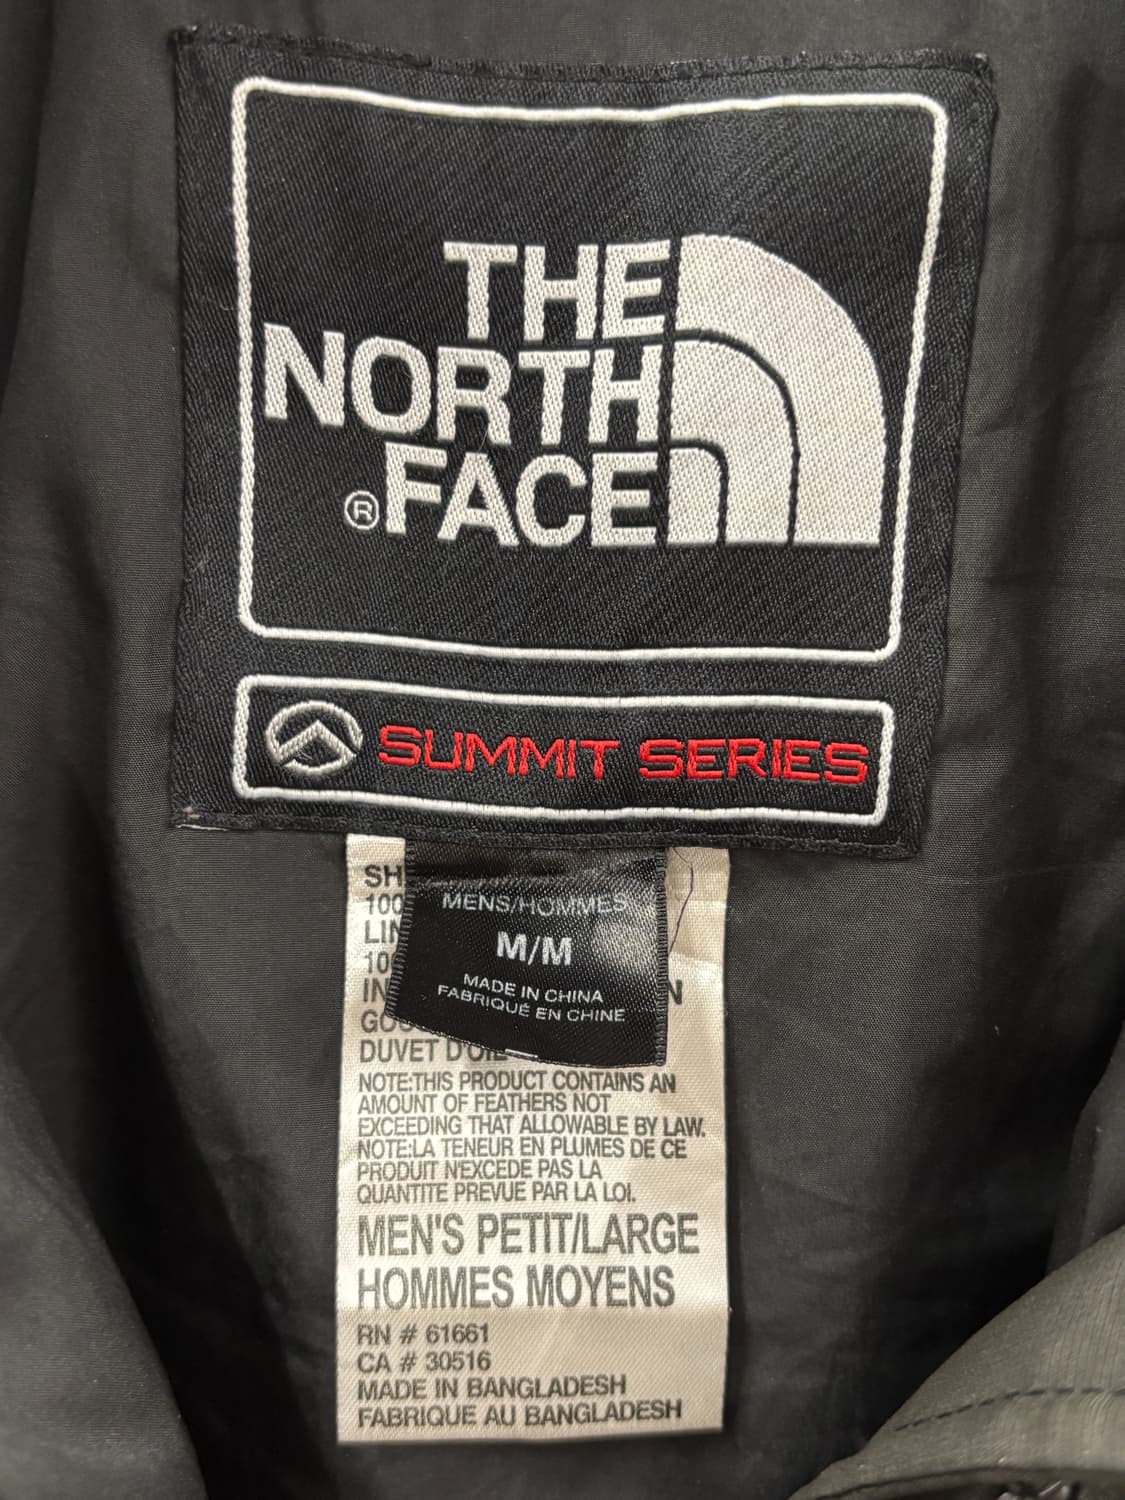 THE
NORTH
®FACE
SUMMIT SERIES
MENS/HOMMES
M/M
MADE IN CHINA
FABRIQUÉ EN CHINE
DUVET
NOTE:THIS PRODUCT CONTAINS AN
AMOUNT OF FEATHERS NOT
EXCEEDING THAT ALLOWABLE BY LAW.
NOTE:LA TENEUR EN PLUMES DE CE
PRODUIT N'EXCEDE PAS LA
QUANTITE PREVUE PAR LA LOI.
MEN'S PETIT/LARGE
HOMMES MOYENS
RN # 61661
CA # 30516
MADE IN BANGLADESH
FABRIQUE AU BANGLADESH